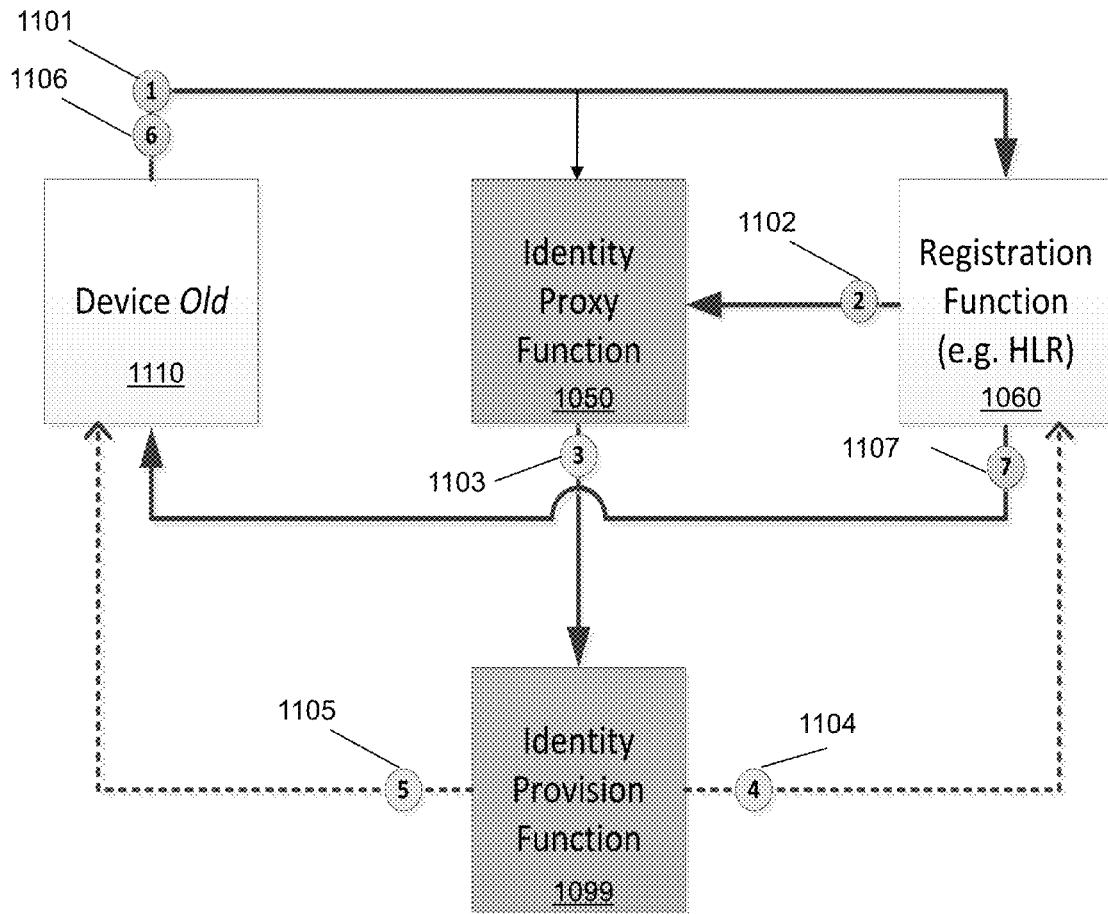 1101
1106
1
6
Device Old
1110
Identity
Proxy
Function
1050
1102
2
Registration
Function
(e.g. HLR)
1060
1103
3
1107
7
1105
5
Identity
Provision
Function
1099
1104
4